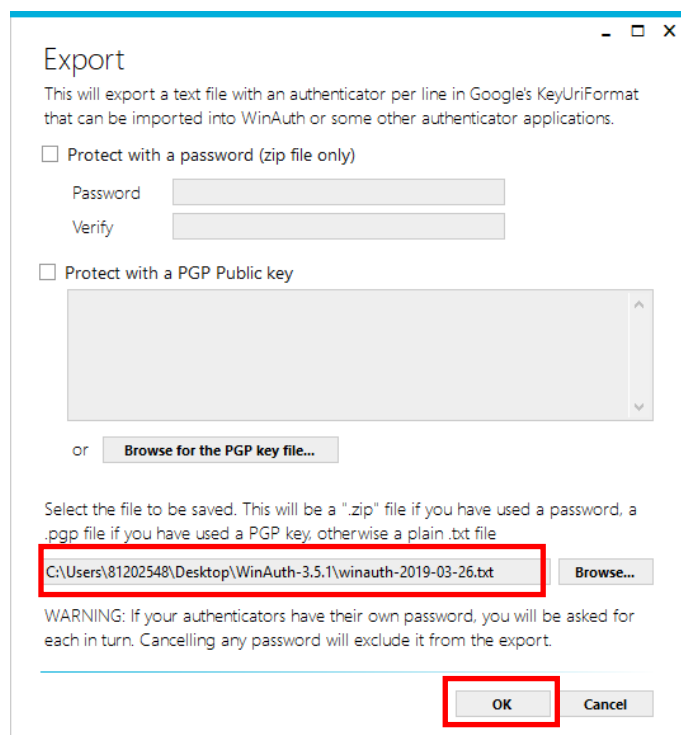 Export
This will export a text file with an authenticator per line in Google's KeyUriFormat
that can be imported into WinAuth or some other authenticator applications.
Protect with a password (zip file only)
Password
Verify
Protect with a PGP Public key
or Browse for the PGP key file...
Select the file to be saved. This will be a ".zip" file if you have used a password, a
.pgp file if you have used a PGP key, otherwise a plain .txt file
C:\Users\81202548\Desktop\WinAuth-3.5.1\winauth-2019-03-26.txt Browse...
WARNING: If your authenticators have their own password, you will be asked for
each in turn. Cancelling any password will exclude it from the export.
OK Cancel